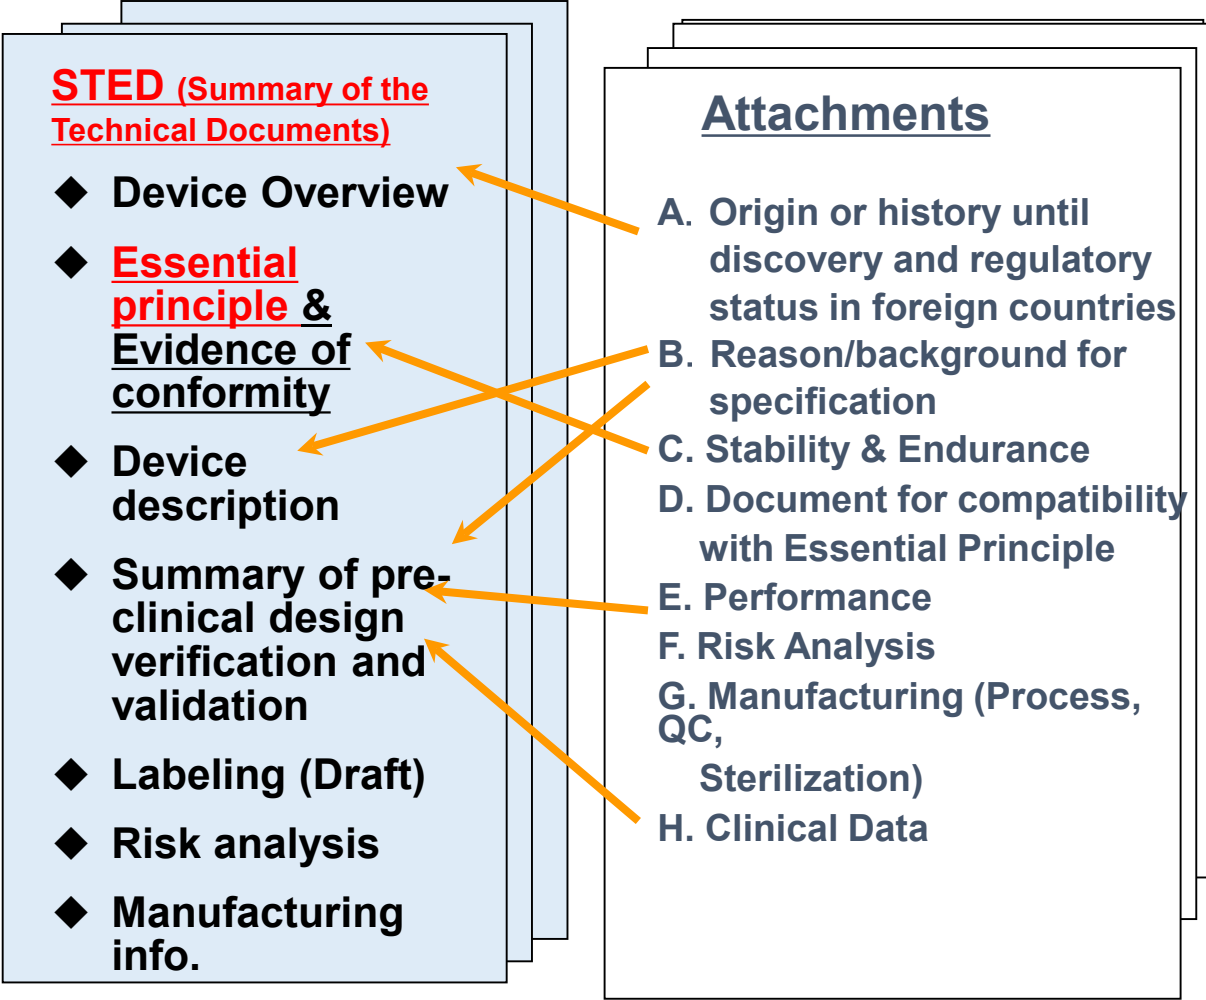 STED (Summary of the
Technical Documents)
◆ Device Overview
◆ Essential
principle &
Evidence of
conformity
◆ Device
description
◆ Summary of pre-
clinical design
verification and
validation
◆ Labeling (Draft)
◆ Risk analysis
◆ Manufacturing
info.
Attachments
A. Origin or history until
discovery and regulatory
status in foreign countries
B. Reason/background for
specification
C. Stability & Endurance
D. Document for compatibility
with Essential Principle
E. Performance
F. Risk Analysis
G. Manufacturing (Process,
QC,
Sterilization)
H. Clinical Data